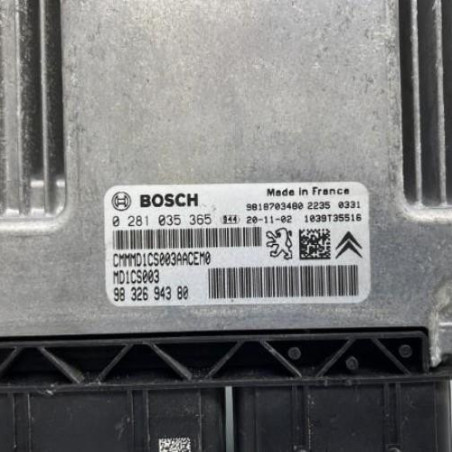 BOSCH
Made in France
9818703480 2235 0331
0 281 035 365 944 20-11-02 1039T35516
CMMMD1CS003AACEM0
MD1CS003
98 326 943 80